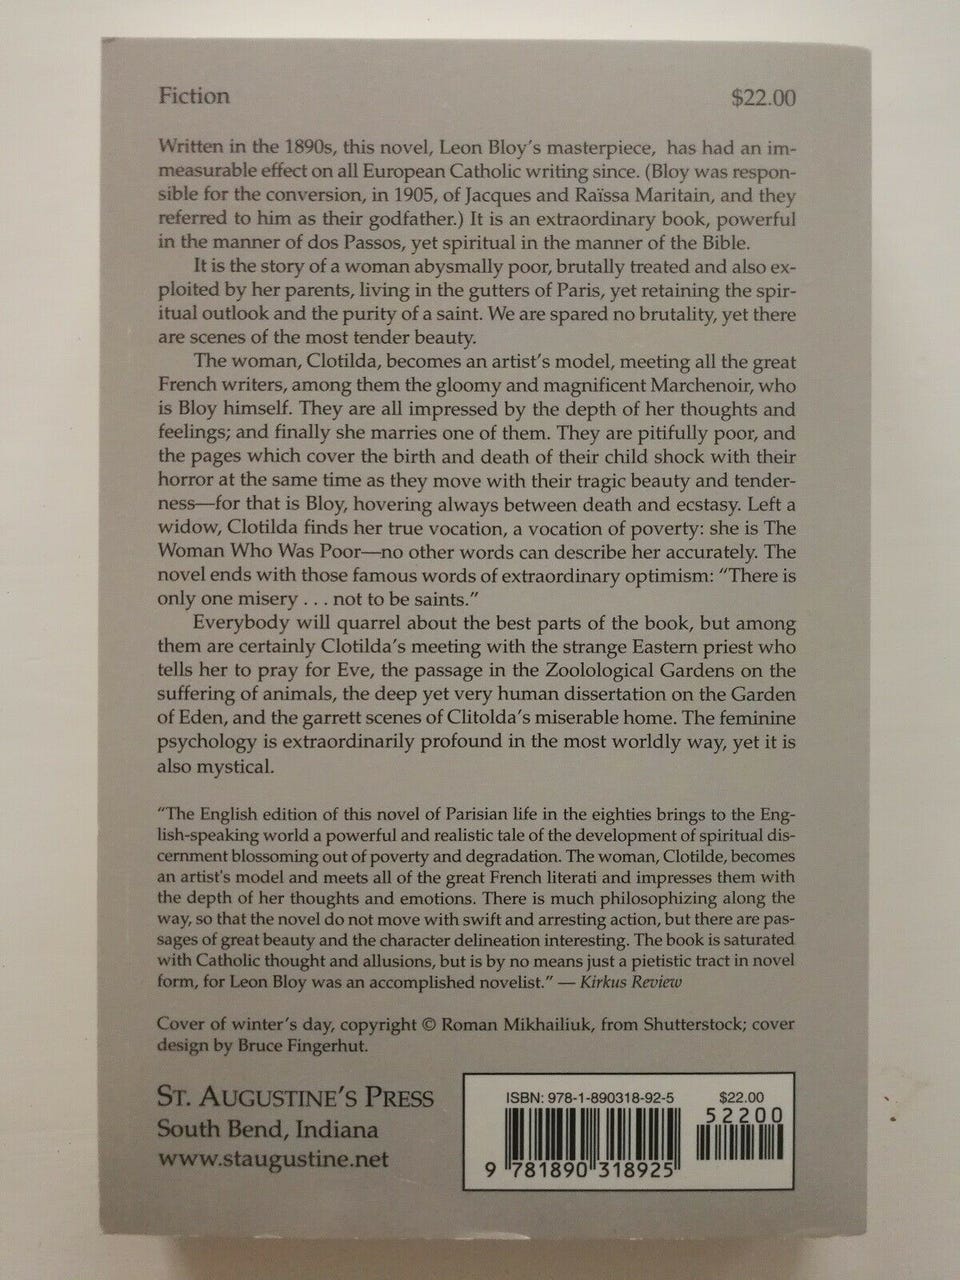 Fiction
$22.00
Written in the 1890s, this novel, Leon Bloy's masterpiece, has had an im-
measurable effect on all European Catholic writing since. (Bloy was respon-
sible for the conversion, in 1905, of Jacques and Raïssa Maritain, and they
referred to him as their godfather.) It is an extraordinary book, powerful
in the manner of dos Passos, yet spiritual in the manner of the Bible.
It is the story of a woman abysmally poor, brutally treated and also ex-
ploited by her parents, living in the gutters of Paris, yet retaining the spir-
itual outlook and the purity of a saint. We are spared no brutality, yet there
are scenes of the most tender beauty.
The woman, Clotilda, becomes an artist's model, meeting all the great
French writers, among them the gloomy and magnificent Marchenoir, who
is Bloy himself. They are all impressed by the depth of her thoughts and
feelings; and finally she marries one of them. They are pitifully poor, and
the pages which cover the birth and death of their child shock with their
horror at the same time as they move with their tragic beauty and tender-
ness—for that is Bloy, hovering always between death and ecstasy. Left a
widow, Clotilda finds her true vocation, a vocation of poverty: she is The
Woman Who Was Poor—no other words can describe her accurately. The
novel ends with those famous words of extraordinary optimism: "There is
only one misery . . . not to be saints."
Everybody will quarrel about the best parts of the book, but among
them are certainly Clotilda's meeting with the strange Eastern priest who
tells her to pray for Eve, the passage in the Zoolological Gardens on the
suffering of animals, the deep yet very human dissertation on the Garden
of Eden, and the garrett scenes of Clitolda's miserable home. The feminine
psychology is extraordinarily profound in the most worldly way, yet it is
also mystical.
"The English edition of this novel of Parisian life in the eighties brings to the Eng-
lish-speaking world a powerful and realistic tale of the development of spiritual dis-
cernment blossoming out of poverty and degradation. The woman, Clotilde, becomes
an artist's model and meets all of the great French literati and impresses them with
the depth of her thoughts and emotions. There is much philosophizing along the
way, so that the novel do not move with swift and arresting action, but there are pas-
sages of great beauty and the character delineation interesting. The book is saturated
with Catholic thought and allusions, but is by no means just a pietistic tract in novel
form, for Leon Bloy was an accomplished novelist." — Kirkus Review
Cover of winter's day, copyright © Roman Mikhailiuk, from Shutterstock; cover
design by Bruce Fingerhut.
ST. AUGUSTINE'S PRESS
South Bend, Indiana
www.staugustine.net
ISBN: 978-1-890318-92-5
$22.00
52200
9 781890 318925